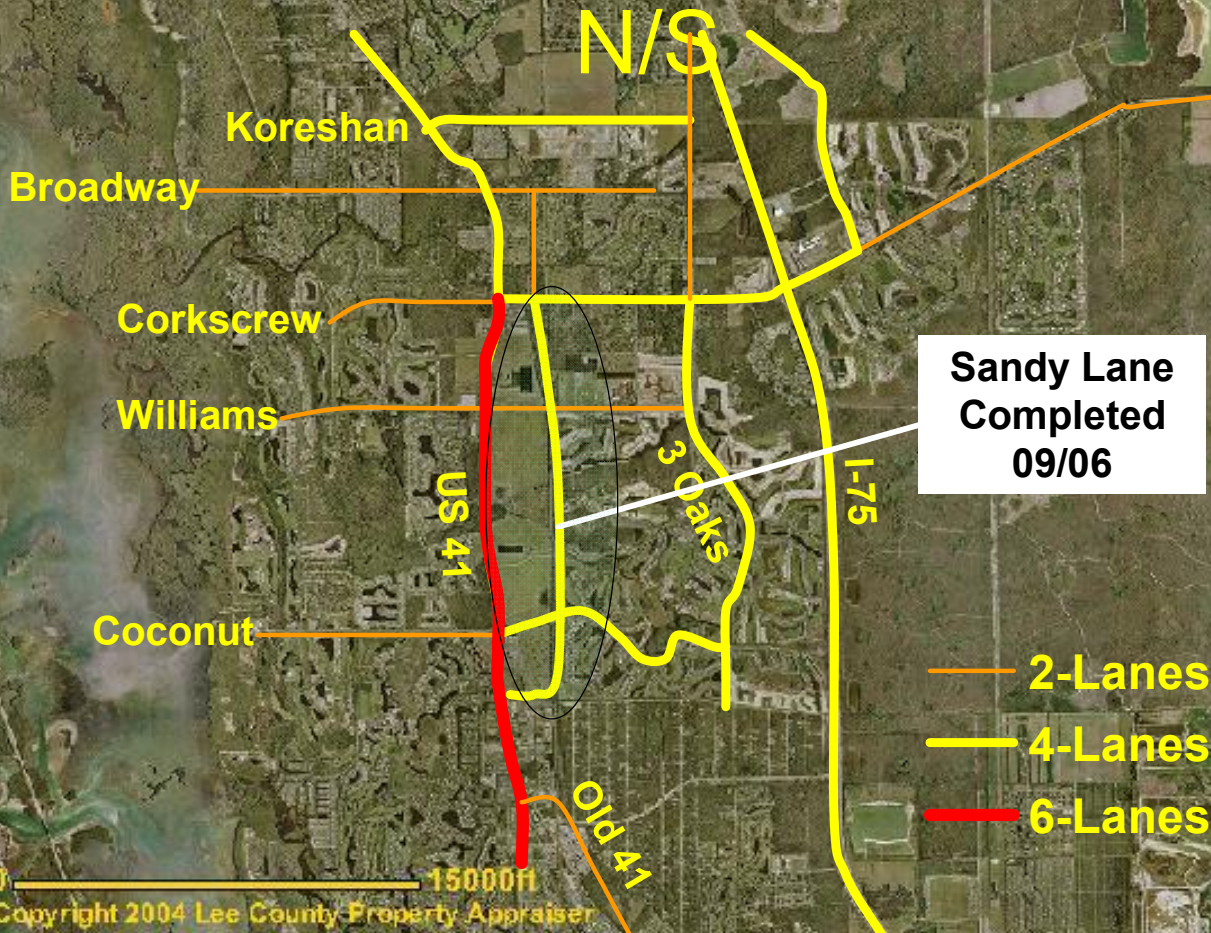 N/S
Koreshan
Broadway
Corkscrew
Sandy Lane
Completed
09/06
Williams
3 Oaks
I-75
US 41
Coconut
2-Lanes
4-Lanes
6-Lanes
Old 41
0 15000ft
Copyright 2004 Lee County Property Appraiser